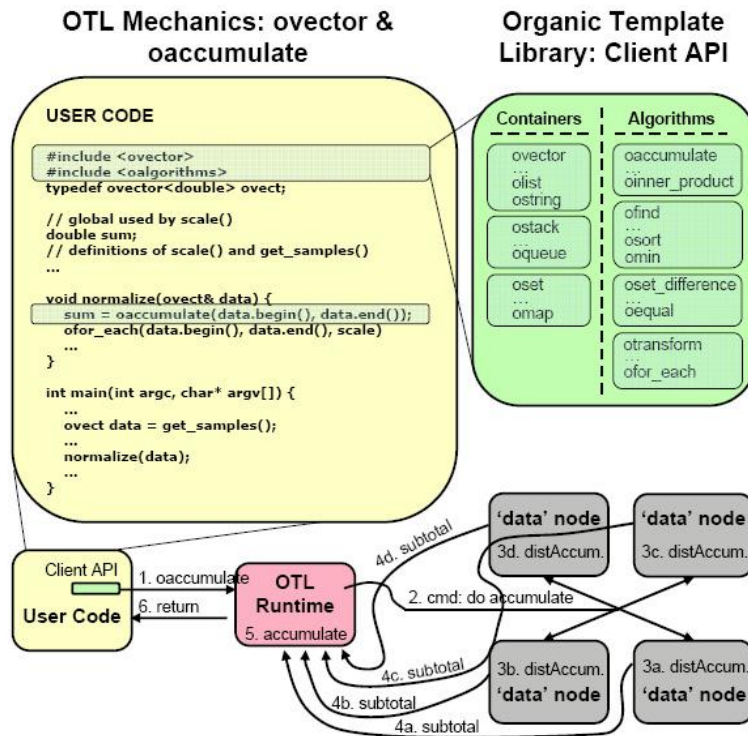 OTL Mechanics: ovector &
oaccumulate
Organic Template
Library: Client API
USER CODE
#include <ovector>
#include <oalgorithms>
typedef ovector<double> ovect;
// global used by scale()
double sum;
// definitions of scale() and get_samples()
...
void normalize(ovect& data) {
sum = oaccumulate(data.begin(), data.end());
ofor_each(data.begin(), data.end(), scale)
...
}
int main(int argc, char* argv[]) {
...
ovect data = get_samples();
...
normalize(data);
...
}
Containers
ovector
...
olist
ostring
ostack
...
oqueue
oset
...
omap
Algorithms
oaccumulate
...
oinner_product
ofind
...
osort
omin
oset_difference
...
oequal
otransform
...
ofor_each
Client API
User Code
1. oaccumulate
6. return
OTL
Runtime
5. accumulate
2. cmd: do accumulate
4d. subtotal
4c. subtotal
4b. subtotal
4a. subtotal
'data' node
3d. distAccum.
'data' node
3c. distAccum.
3b. distAccum.
'data' node
3a. distAccum.
'data' node